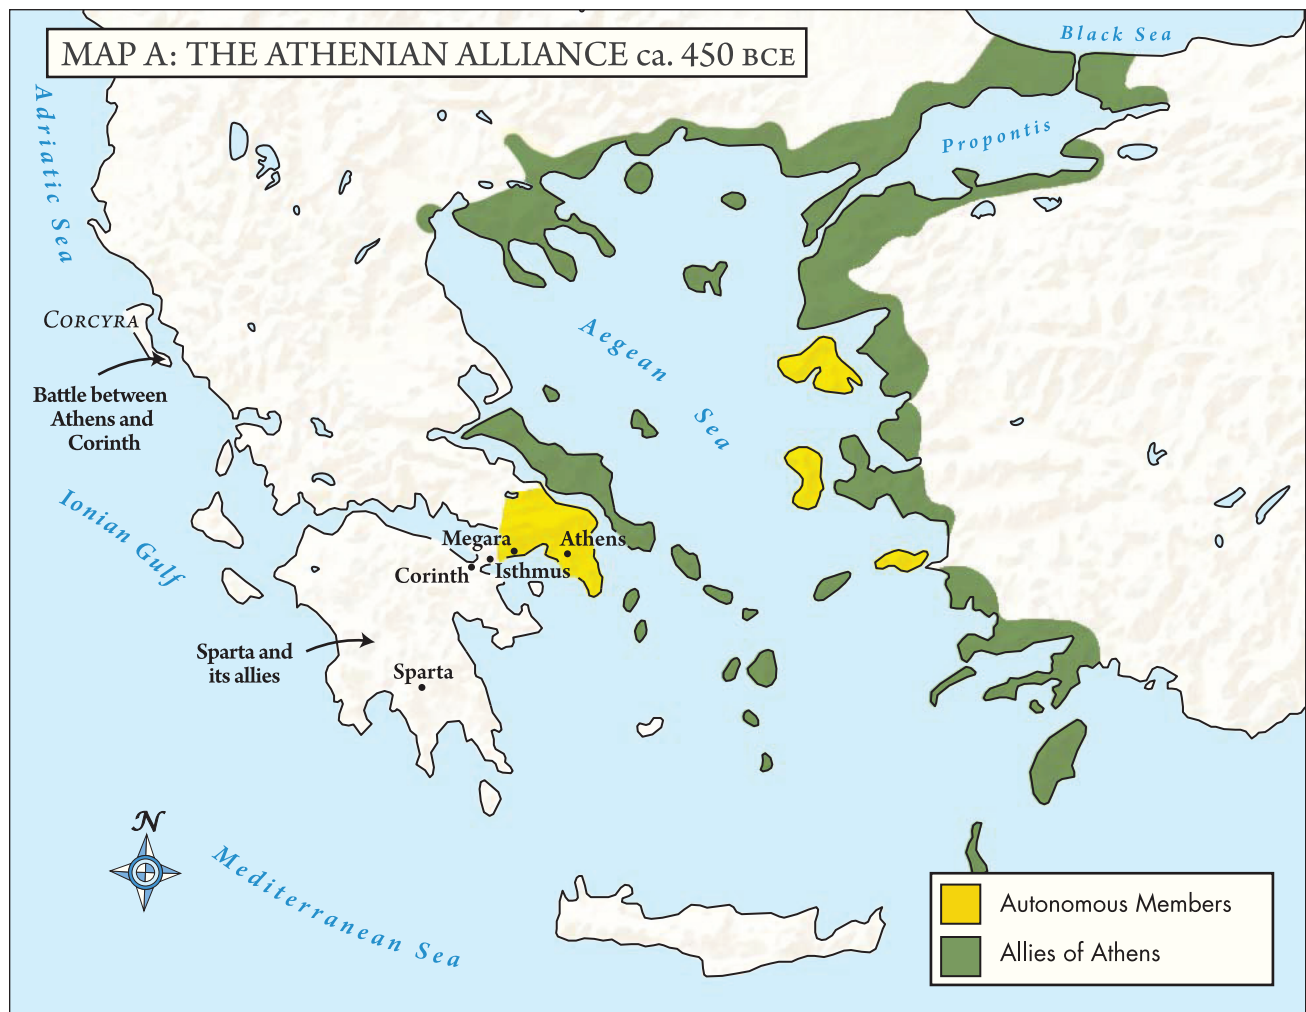 MAP A: THE ATHENIAN ALLIANCE ca. 450 BCE
Black Sea
Adriatic Sea
Propontis
CORCYRA
Aegean
Sea
Battle between
Athens and
Corinth
Ionian Gulf
Megara
Athens
Corinth
Isthmus
Sparta and
its allies
Sparta
N
Mediterranean Sea
Autonomous Members
Allies of Athens